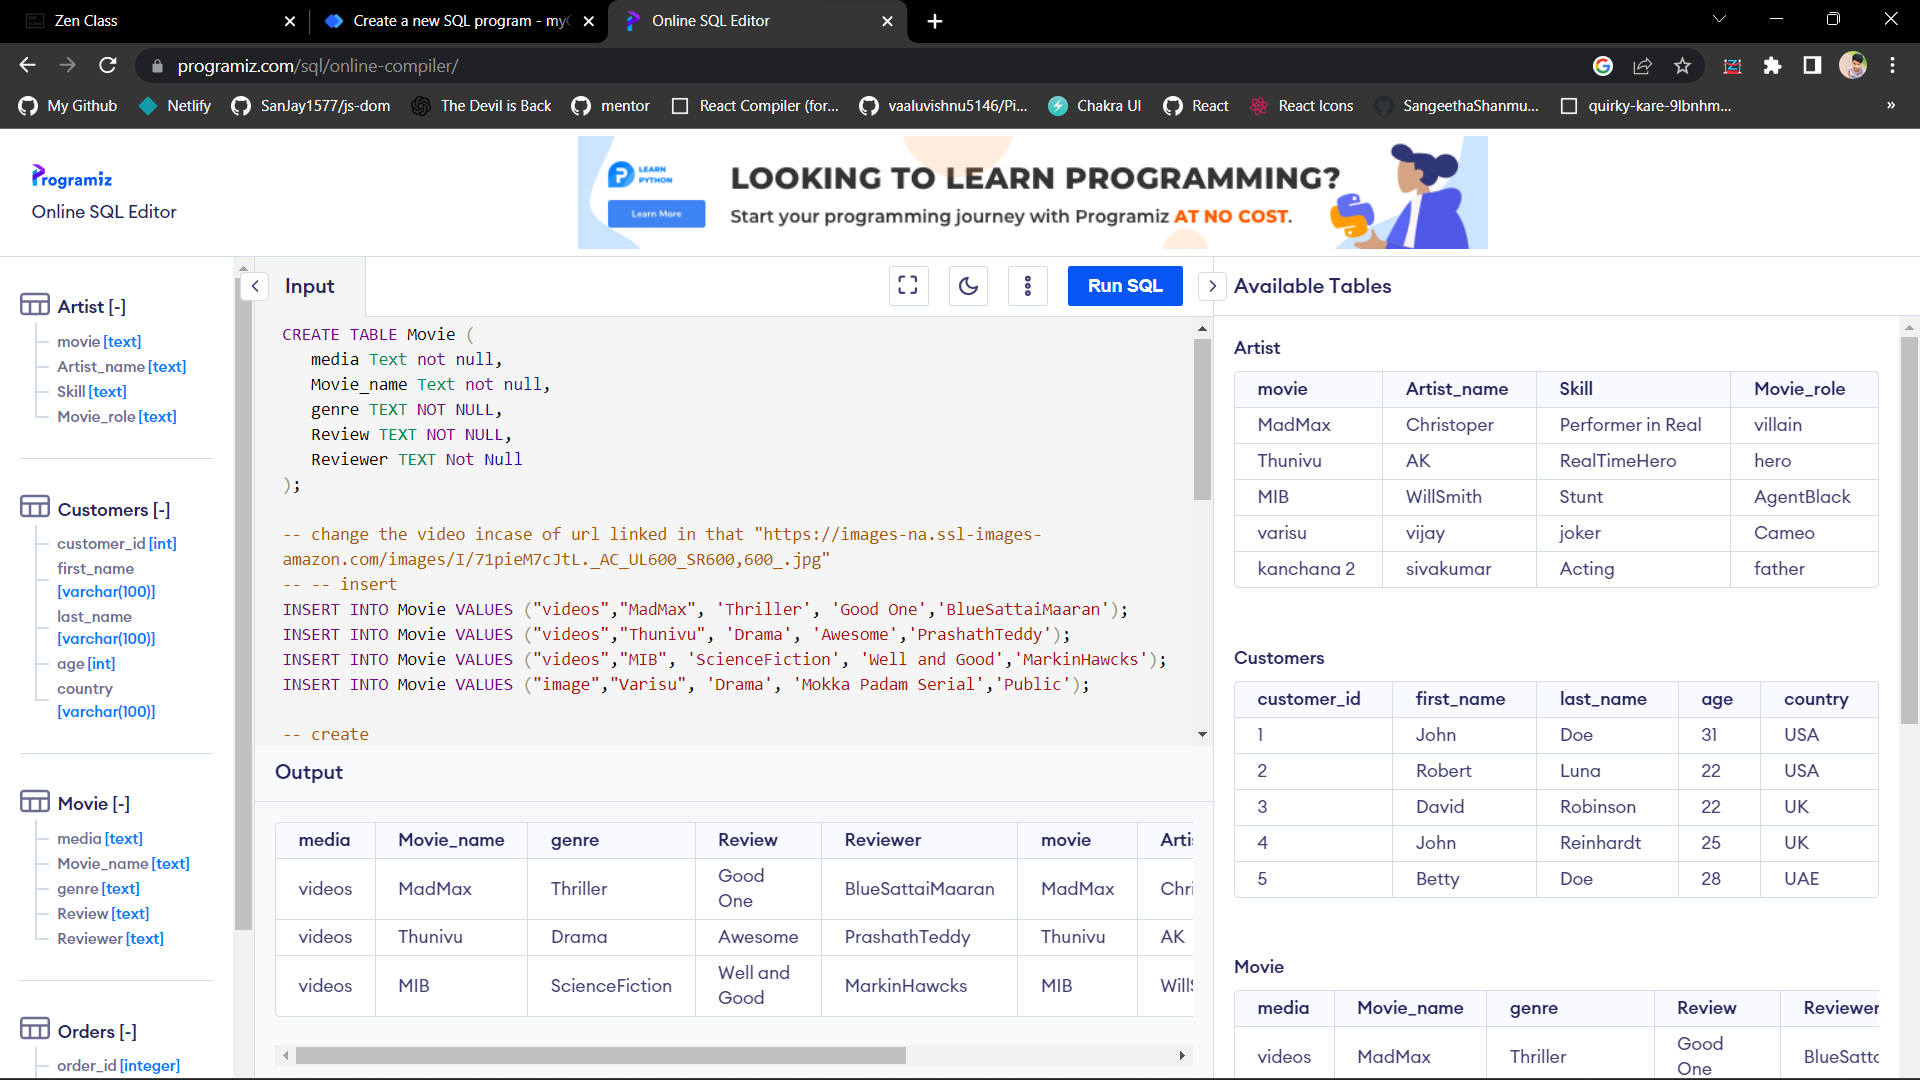 Zen Class
Create a new SQL program - my
Online SQL Editor
programiz.com/sql/online-compiler/
My Github
Netlify
SanJay1577/js-dom
The Devil is Back
mentor
React Compiler (for...
vaaluvishnu5146/Pi...
Chakra UI
React
React Icons
SangeethaShanmu...
quirky-kare-9lbnhm...
»
Programiz
Online SQL Editor
LEARN
PYTHON
Learn More
LOOKING TO LEARN PROGRAMMING?
Start your programming journey with Programiz AT NO COST.
Artist [-]
movie [text]
Artist_name [text]
Skill [text]
Movie_role [text]
Customers [-]
customer_id [int]
first_name
[varchar(100)]
last_name
[varchar(100)]
age [int]
country
[varchar(100)]
Movie [-]
media [text]
Movie_name [text]
genre [text]
Review [text]
Reviewer [text]
Orders [-]
order_id [integer]
Input
Run SQL
CREATE TABLE Movie (
media Text not null,
Movie_name Text not null,
genre TEXT NOT NULL,
Review TEXT NOT NULL,
Reviewer TEXT Not Null
);
-- change the video incase of url linked in that "https://images-na.ssl-images-
amazon.com/images/I/71pieM7cJtL._AC_UL600_SR600,600_.jpg"
-- -- insert
INSERT INTO Movie VALUES ("videos","MadMax", 'Thriller', 'Good One','BlueSattaiMaaran');
INSERT INTO Movie VALUES ("videos","Thunivu", 'Drama', 'Awesome','PrashathTeddy');
INSERT INTO Movie VALUES ("videos","MIB", 'ScienceFiction', 'Well and Good','MarkinHawcks');
INSERT INTO Movie VALUES ("image","Varisu", 'Drama', 'Mokka Padam Serial','Public');
-- create
Output
media Movie_name genre Review Reviewer movie Arti
videos MadMax Thriller Good One BlueSattaiMaaran MadMax Chri
videos Thunivu Drama Awesome PrashathTeddy Thunivu AK
videos MIB ScienceFiction Well and Good MarkinHawcks MIB WillS
Available Tables
Artist
movie Artist_name Skill Movie_role
MadMax Christoper Performer in Real villain
Thunivu AK RealTimeHero hero
MIB WillSmith Stunt AgentBlack
varisu vijay joker Cameo
kanchana 2 sivakumar Acting father
Customers
customer_id first_name last_name age country
1 John Doe 31 USA
2 Robert Luna 22 USA
3 David Robinson 22 UK
4 John Reinhardt 25 UK
5 Betty Doe 28 UAE
Movie
media Movie_name genre Review Reviewer
videos MadMax Thriller Good One BlueSatta